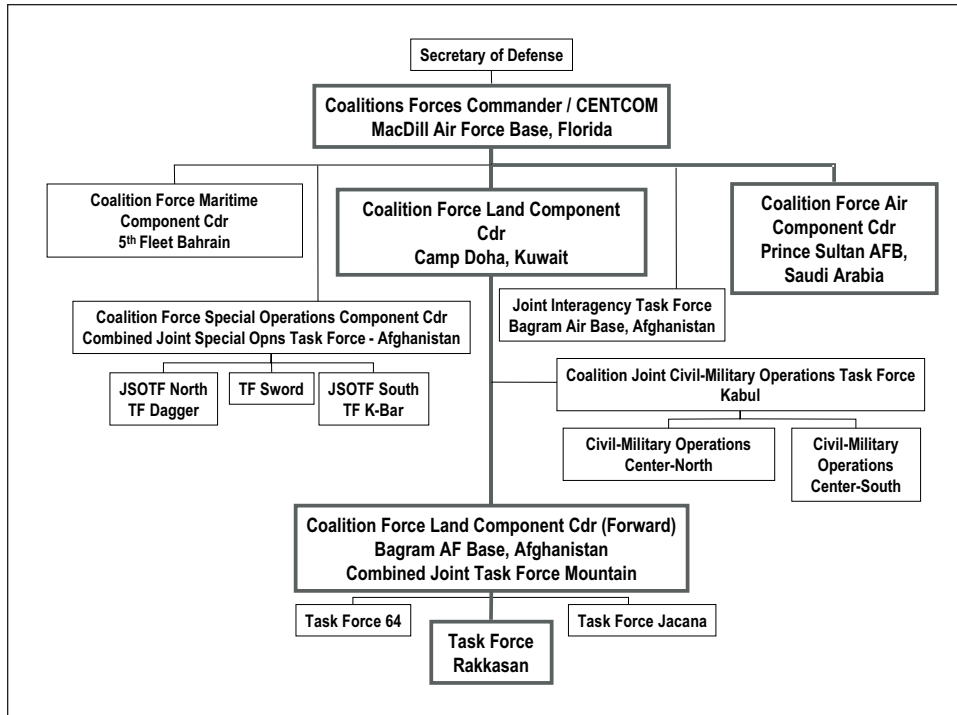 Secretary of Defense
Coalitions Forces Commander / CENTCOM
MacDill Air Force Base, Florida
Coalition Force Maritime
Component Cdr
5th Fleet Bahrain
Coalition Force Land Component
Cdr
Camp Doha, Kuwait
Coalition Force Air
Component Cdr
Prince Sultan AFB,
Saudi Arabia
Coalition Force Special Operations Component Cdr
Combined Joint Special Opns Task Force - Afghanistan
Joint Interagency Task Force
Bagram Air Base, Afghanistan
JSOTF North
TF Dagger
TF Sword
JSOTF South
TF K-Bar
Coalition Joint Civil-Military Operations Task Force
Kabul
Civil-Military Operations
Center-North
Civil-Military
Operations
Center-South
Coalition Force Land Component Cdr (Forward)
Bagram AF Base, Afghanistan
Combined Joint Task Force Mountain
Task Force 64
Task Force Jacana
Task Force
Rakkasan